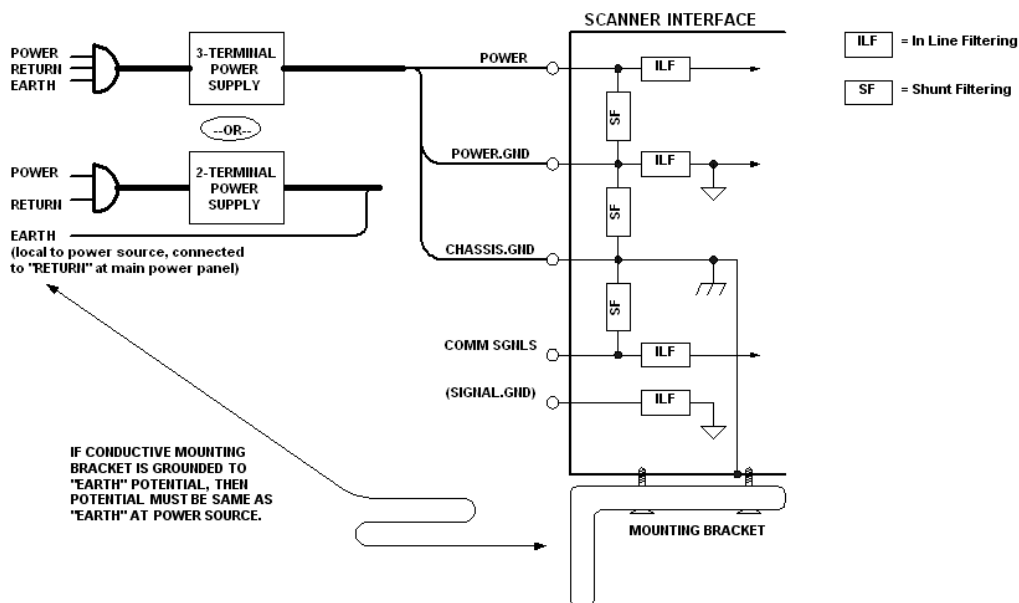 SCANNER INTERFACE
ILF = In Line Filtering
SF = Shunt Filtering
POWER
RETURN
EARTH
3-TERMINAL
POWER
SUPPLY
--OR--
POWER
RETURN
2-TERMINAL
POWER
SUPPLY
EARTH
(local to power source, connected
to "RETURN" at main power panel)
POWER
ILF
SF
POWER.GND
ILF
SF
CHASSIS.GND
SF
COMM SGNLS
ILF
(SIGNAL.GND)
ILF
IF CONDUCTIVE MOUNTING
BRACKET IS GROUNDED TO
"EARTH" POTENTIAL, THEN
POTENTIAL MUST BE SAME AS
"EARTH" AT POWER SOURCE.
MOUNTING BRACKET